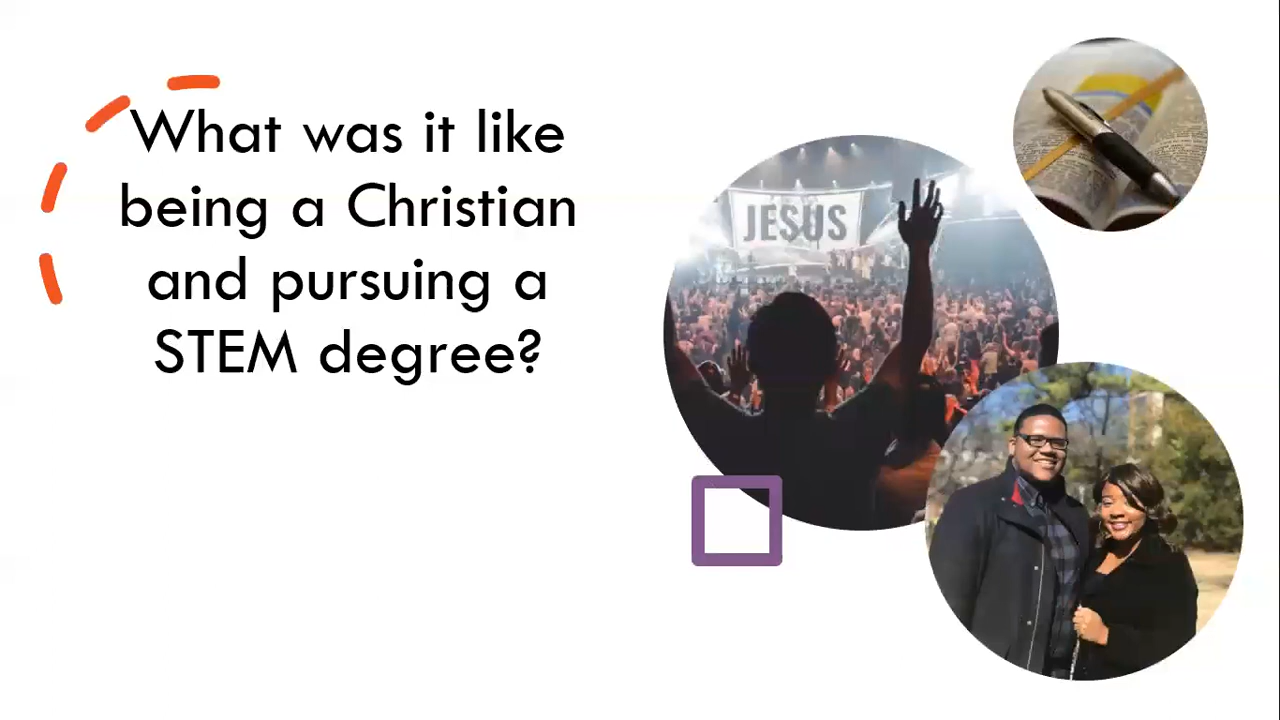 What was it like
being a Christian
and pursuing a
STEM degree?
JESUS